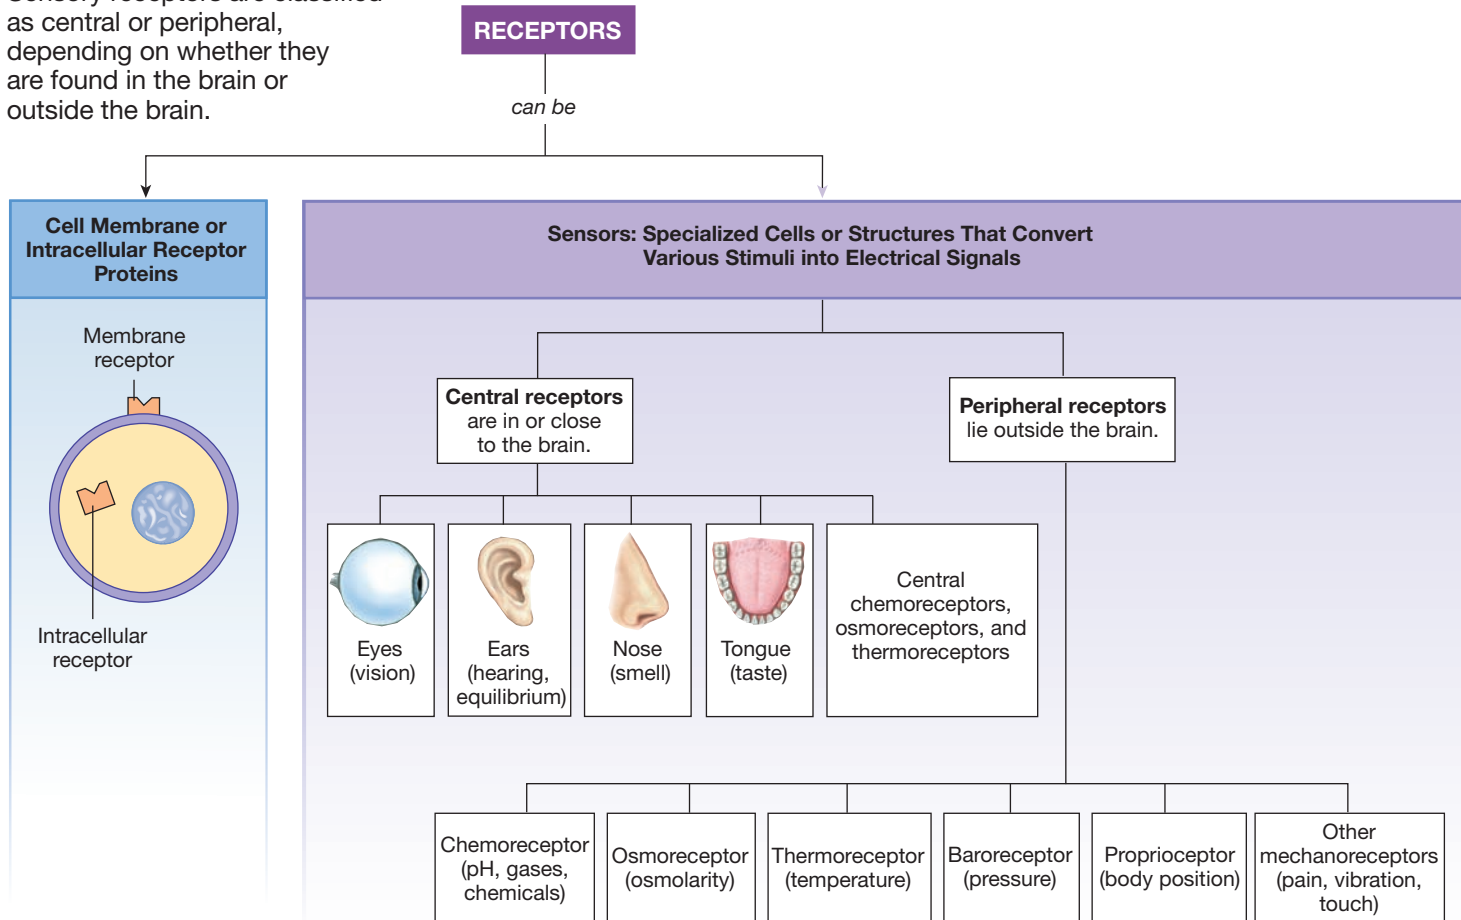 Sensory receptors are classified
as central or peripheral,
depending on whether they
are found in the brain or
outside the brain.
RECEPTORS
can be
Cell Membrane or
Intracellular Receptor
Proteins
Membrane
receptor
Intracellular
receptor
Sensors: Specialized Cells or Structures That Convert
Various Stimuli into Electrical Signals
Central receptors
are in or close
to the brain.
Peripheral receptors
lie outside the brain.
Eyes
(vision)
Ears
(hearing,
equilibrium)
Nose
(smell)
Tongue
(taste)
Central
chemoreceptors,
osmoreceptors, and
thermoreceptors
Chemoreceptor
(pH, gases,
chemicals)
Osmoreceptor
(osmolarity)
Thermoreceptor
(temperature)
Baroreceptor
(pressure)
Proprioceptor
(body position)
Other
mechanoreceptors
(pain, vibration,
touch)